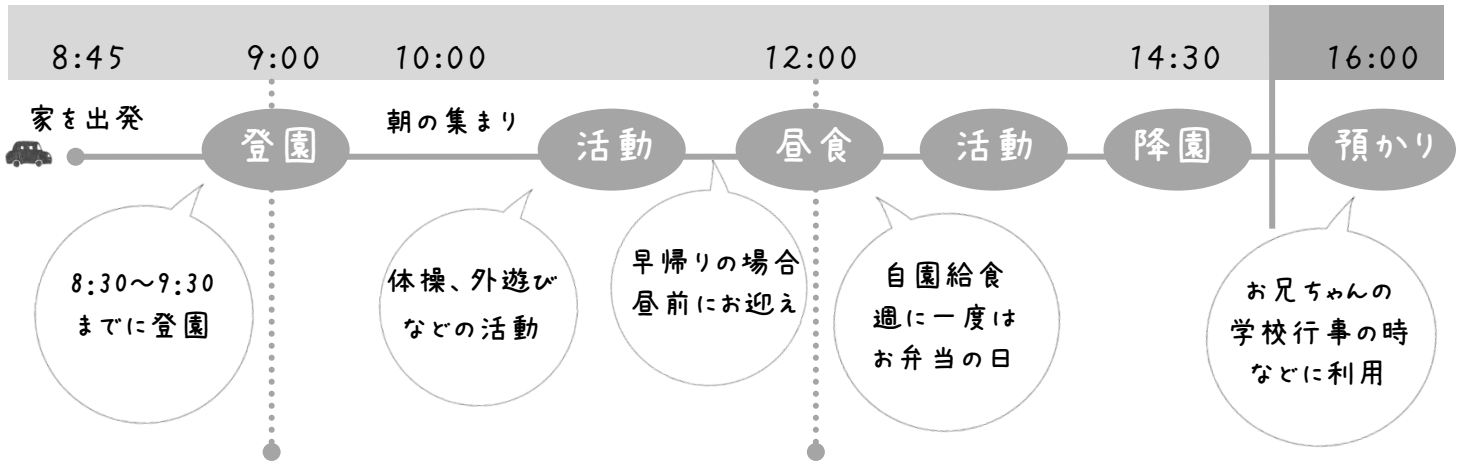 8:45 9:00 10:00 12:00 14:30 16:00
家を出発
登園
朝の集まり
活動
昼食
活動
降園
預かり
8:30～9:30
までに登園
体操、外遊び
などの活動
早帰りの場合
昼前にお迎え
自園給食
週に一度は
お弁当の日
お兄ちゃんの
学校行事の時
などに利用